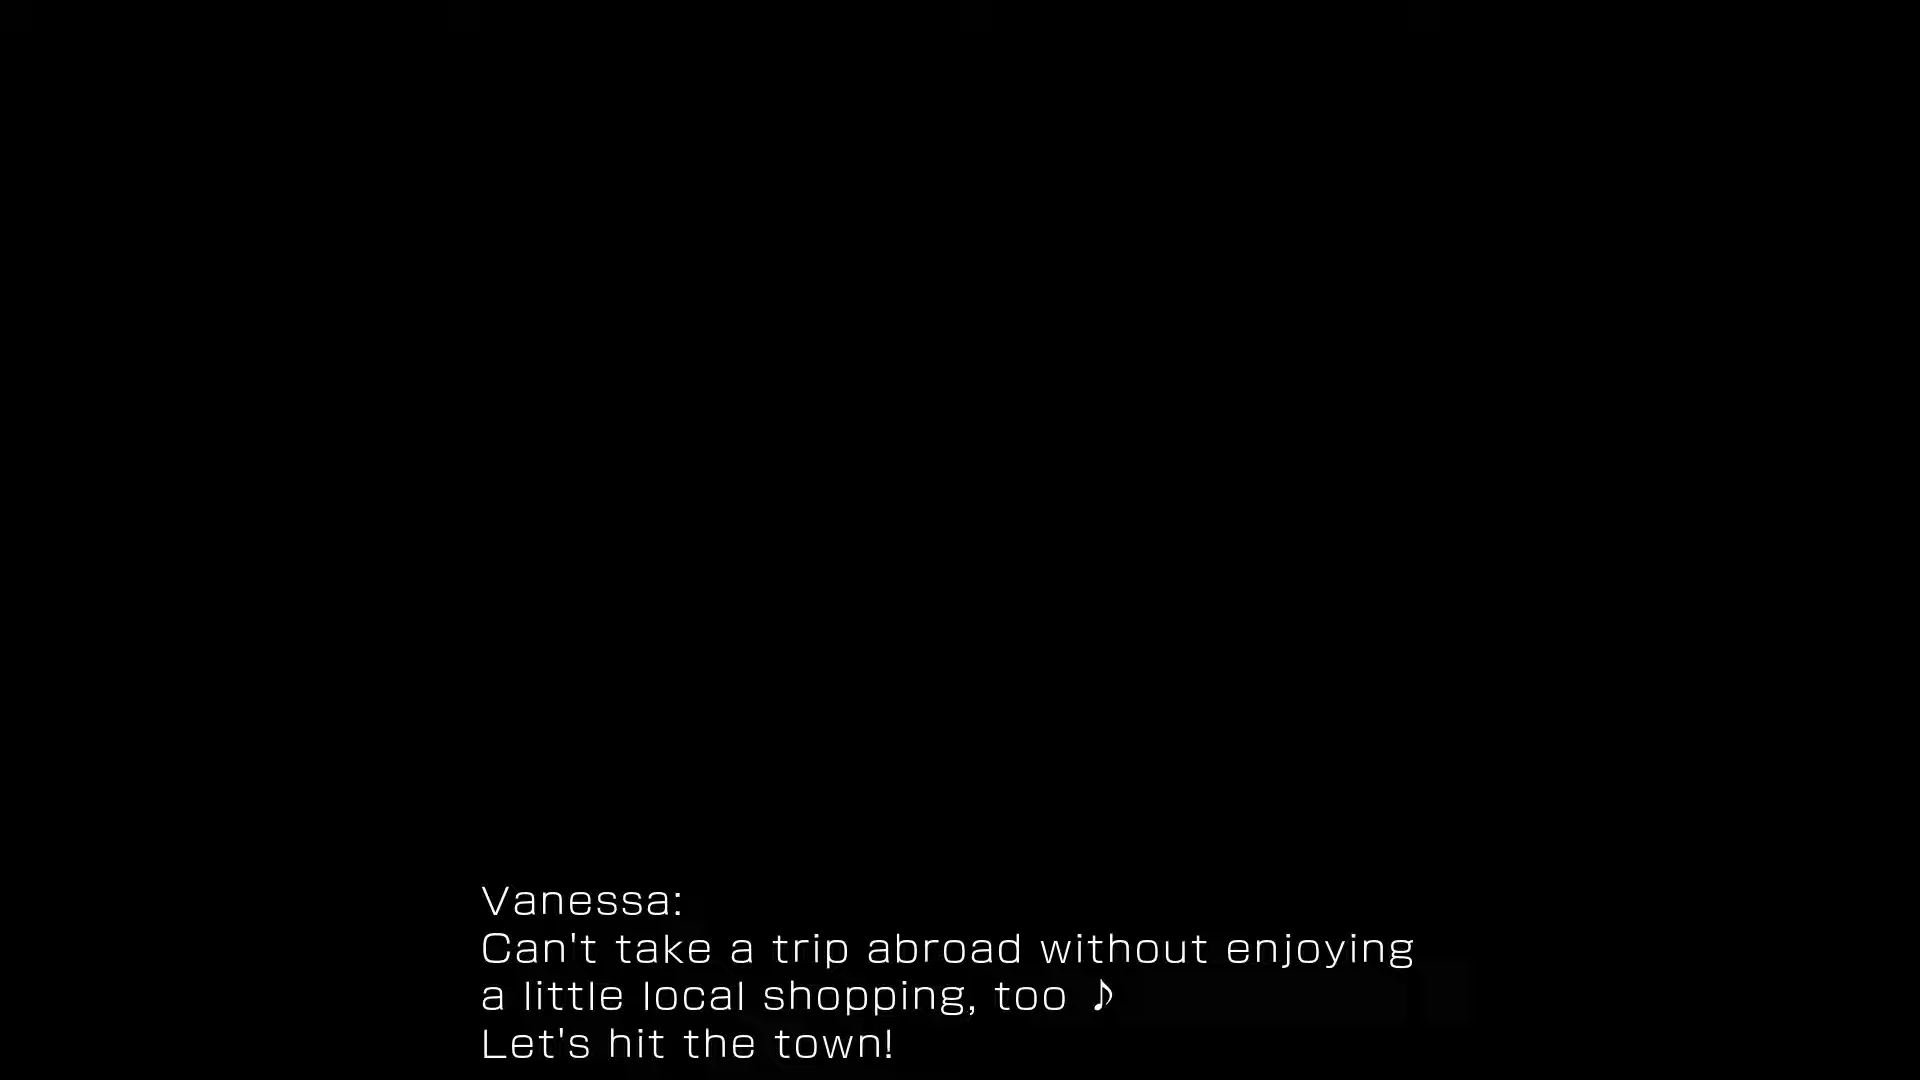 Vanessa:
Can't take a trip abroad without enjoying
a little local shopping, too ♪
Let's hit the town!